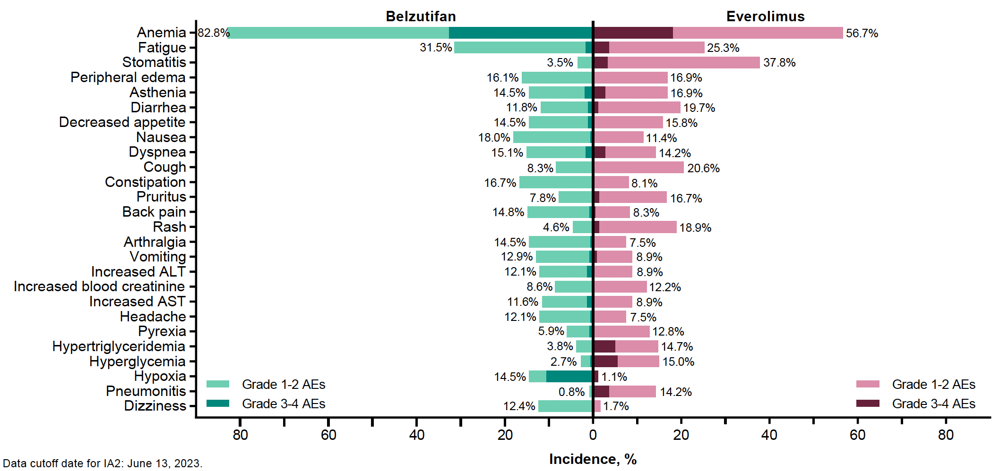 Belzutifan Everolimus
Anemia 82.8% 56.7%
Fatigue 31.5% 25.3%
Stomatitis 3.5% 37.8%
Peripheral edema 16.1% 16.9%
Asthenia 14.5% 16.9%
Diarrhea 11.8% 19.7%
Decreased appetite 14.5% 15.8%
Nausea 18.0% 11.4%
Dyspnea 15.1% 14.2%
Cough 8.3% 20.6%
Constipation 16.7% 8.1%
Pruritus 7.8% 16.7%
Back pain 14.8% 8.3%
Rash 4.6% 18.9%
Arthralgia 14.5% 7.5%
Vomiting 12.9% 8.9%
Increased ALT 12.1% 8.9%
Increased blood creatinine 8.6% 12.2%
Increased AST 11.6% 8.9%
Headache 12.1% 7.5%
Pyrexia 5.9% 12.8%
Hypertriglyceridemia 3.8% 14.7%
Hyperglycemia 2.7% 15.0%
Hypoxia 14.5% 1.1%
Pneumonitis 0.8% 14.2%
Dizziness 12.4% 1.7%
Grade 1-2 AEs
Grade 3-4 AEs
Grade 1-2 AEs
Grade 3-4 AEs
80 60 40 20 0 20 40 60 80
Incidence, %
Data cutoff date for IA2: June 13, 2023.